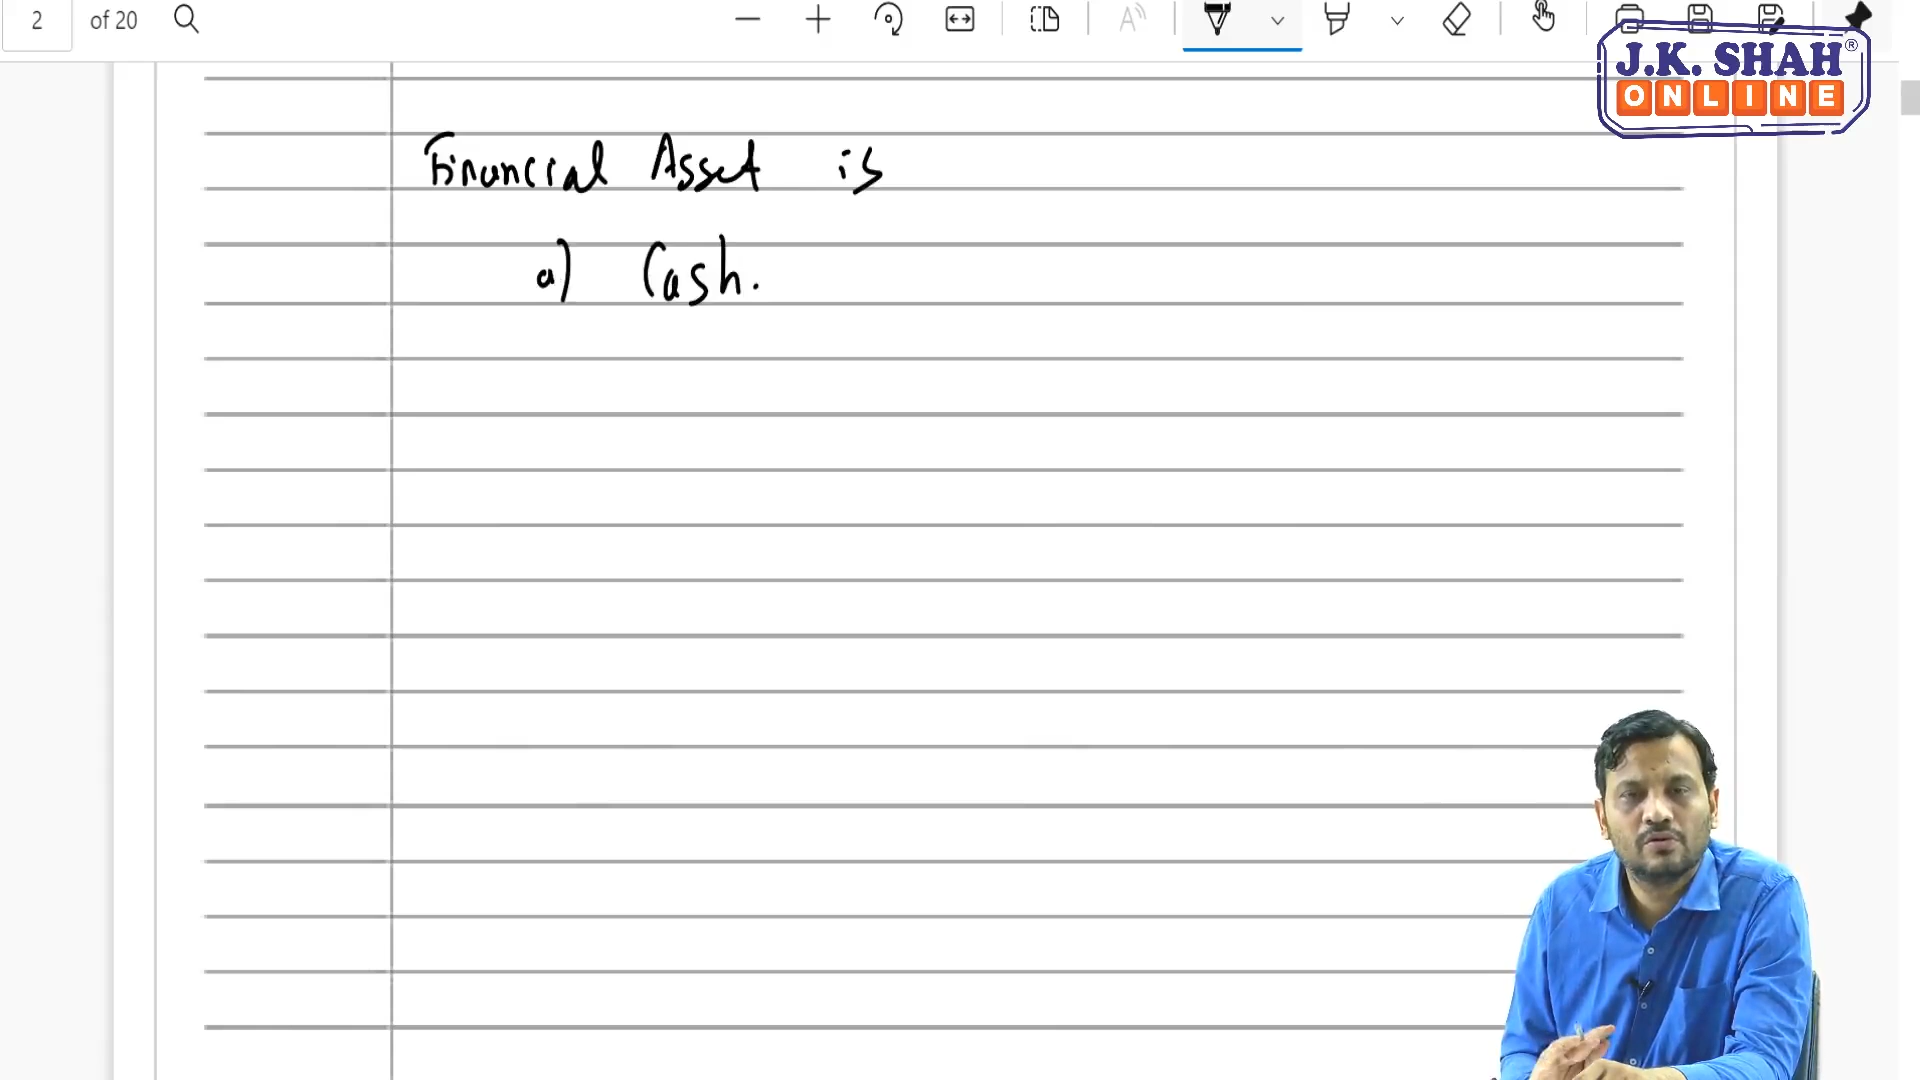 2 of 20
J.K. SHAH®
ONLINE
Financial Asset is
a) Cash.